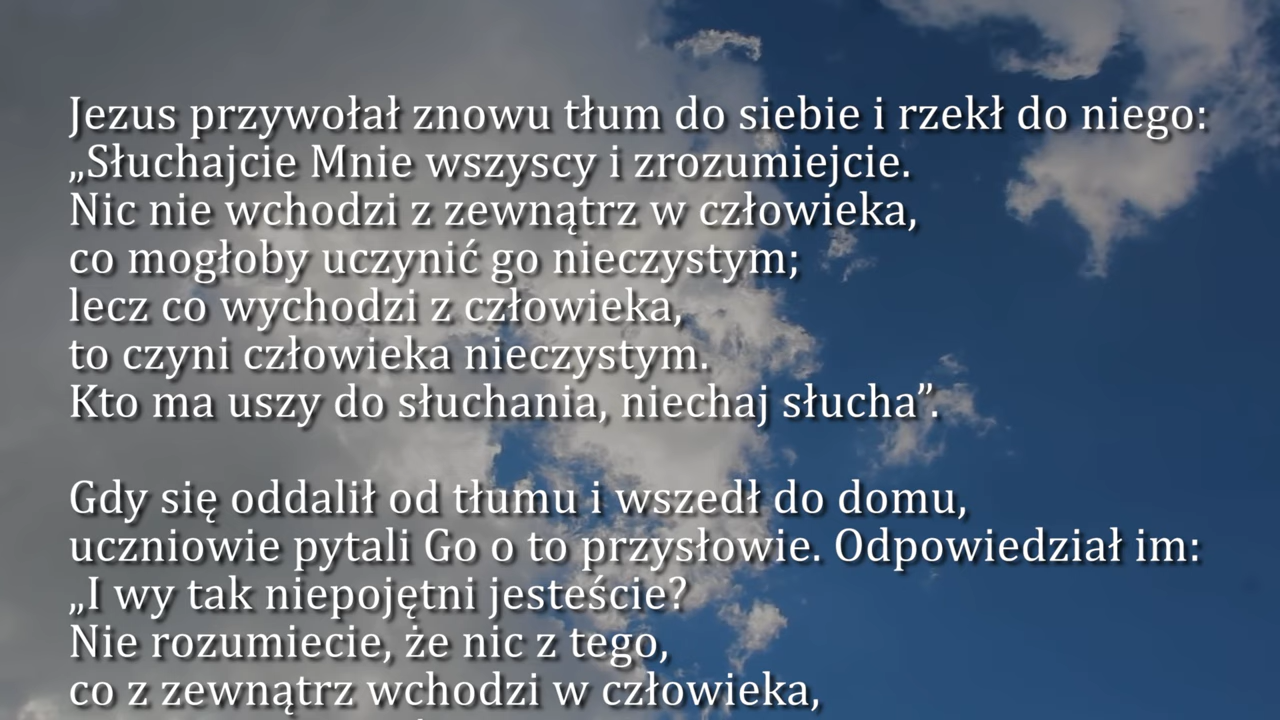 Jezus przywołał znowu tłum do siebie i rzekł do niego:
„Słuchajcie Mnie wszyscy i zrozumiejcie.
Nic nie wchodzi z zewnątrz w człowieka,
co mogłoby uczynić go nieczystym;
lecz co wychodzi z człowieka,
to czyni człowieka nieczystym.
Kto ma uszy do słuchania, niechaj słucha”.
Gdy się oddalił od tłumu i wszedł do domu,
uczniowie pytali Go o to przysłowie. Odpowiedział im:
„I wy tak niepojętni jesteście?
Nie rozumiecie, że nic z tego,
co z zewnątrz wchodzi w człowieka,